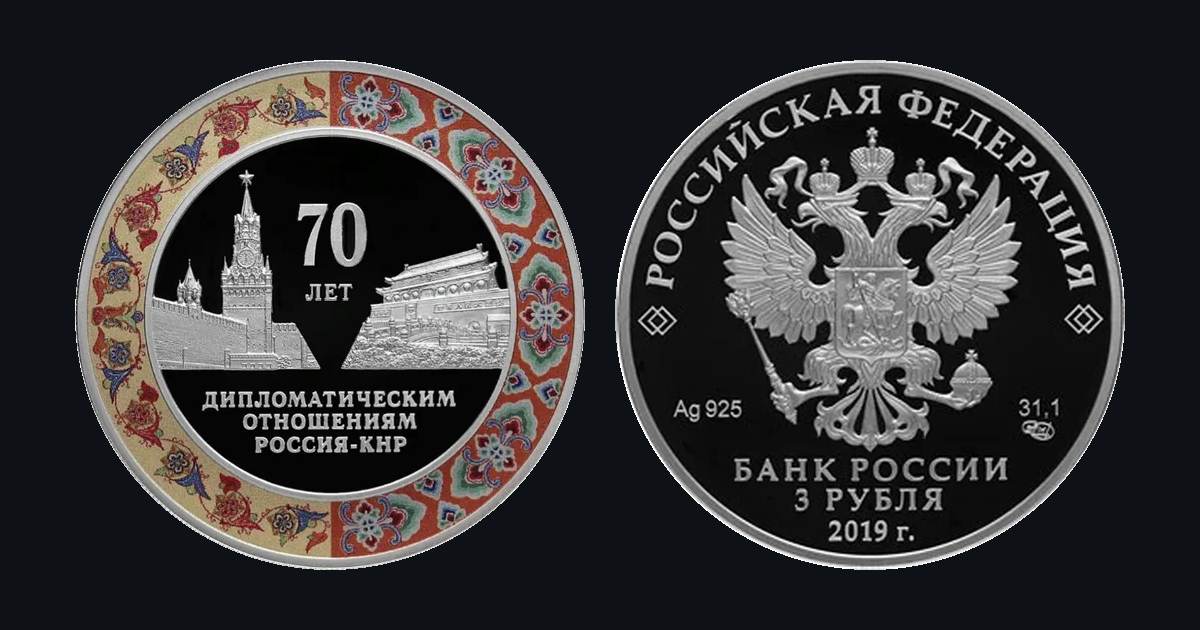 70
ЛЕТ
ДИПЛОМАТИЧЕСКИМ
ОТНОШЕНИЯМ
РОССИЯ-КНР
РОССИЙСКАЯ ФЕДЕРАЦИЯ
Ag 925
31,1
БАНК РОССИИ
3 РУБЛЯ
2019 г.